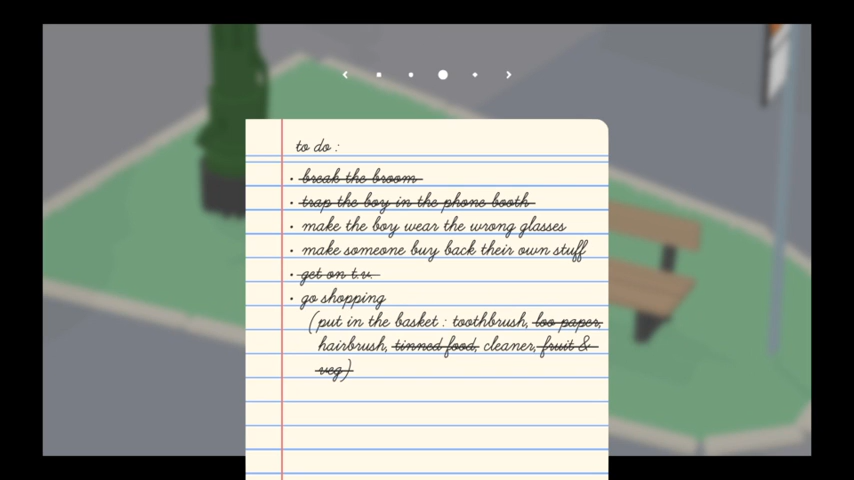 to do :
• break the broom
• trap the boy in the phone booth
• make the boy wear the wrong glasses
• make someone buy back their own stuff
• get on t.v.
• go shopping
(put in the basket : toothbrush, loo paper,
hairbrush, tinned food, cleaner, fruit &
veg)